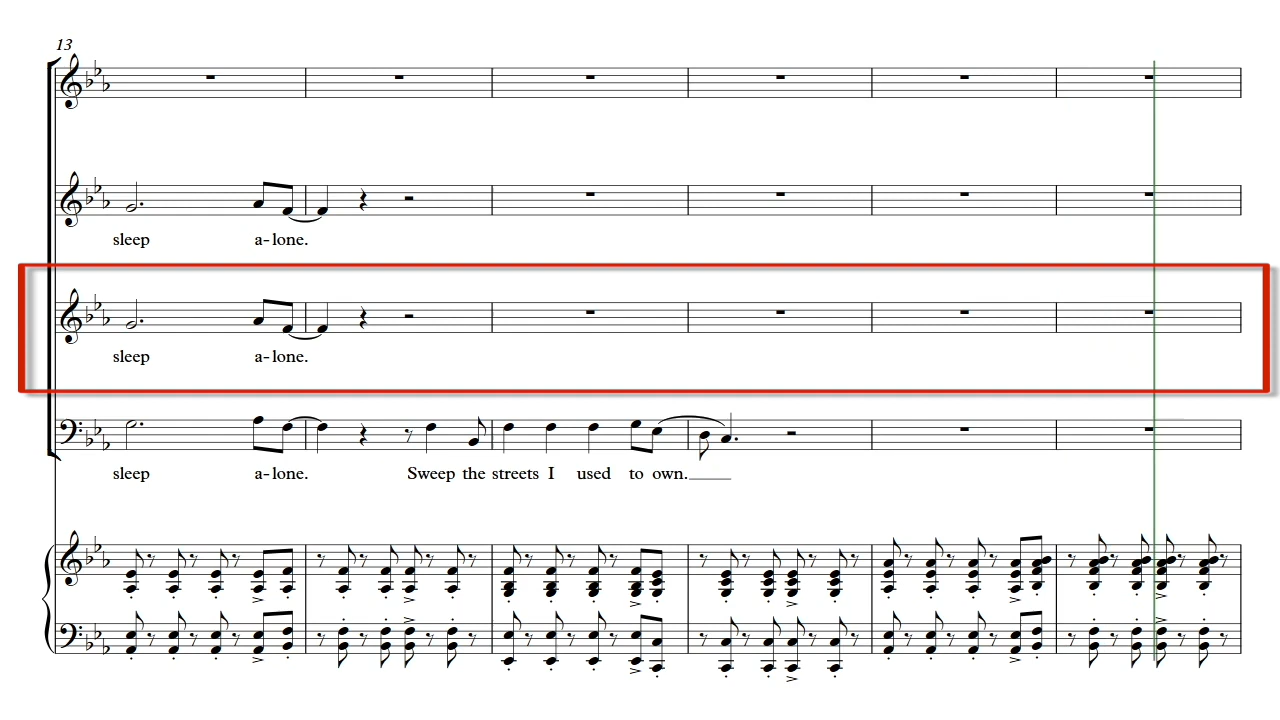 13
sleep a-lone.
sleep a-lone.
sleep a-lone. Sweep the streets I used to own.